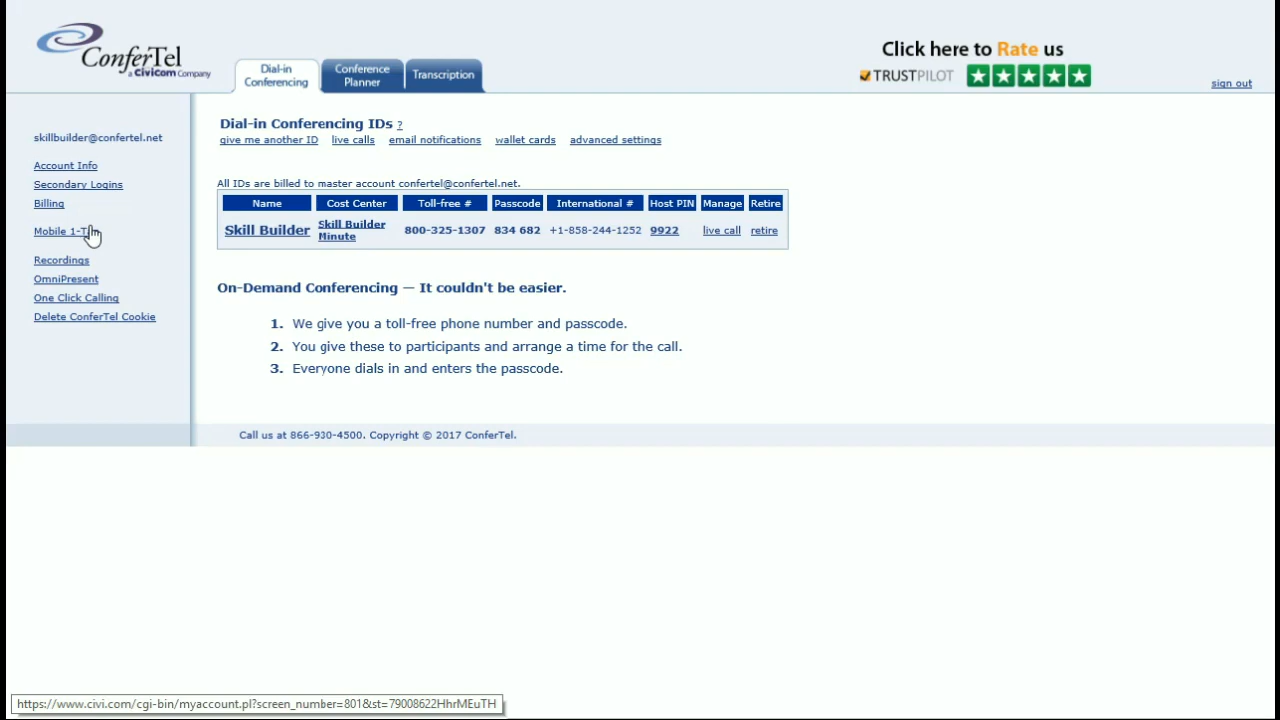 ConferTel
a Civicom Company
Dial-in
Conferencing
Conference
Planner
Transcription
Click here to Rate us
TRUSTPILOT
sign out
skillbuilder@confertel.net
Account Info
Secondary Logins
Billing
Mobile 1-T
Recordings
OmniPresent
One Click Calling
Delete ConferTel Cookie
Dial-in Conferencing IDs ?
give me another ID live calls email notifications wallet cards advanced settings
All IDs are billed to master account confertel@confertel.net.
Name Cost Center Toll-free # Passcode International # Host PIN Manage Retire
Skill Builder Skill Builder Minute 800-325-1307 834 682 +1-858-244-1252 9922 live call retire
On-Demand Conferencing — It couldn't be easier.
1. We give you a toll-free phone number and passcode.
2. You give these to participants and arrange a time for the call.
3. Everyone dials in and enters the passcode.
Call us at 866-930-4500. Copyright © 2017 ConferTel.
https://www.civi.com/cgi-bin/myaccount.pl?screen_number=801&st=79008622HhrMEuTH